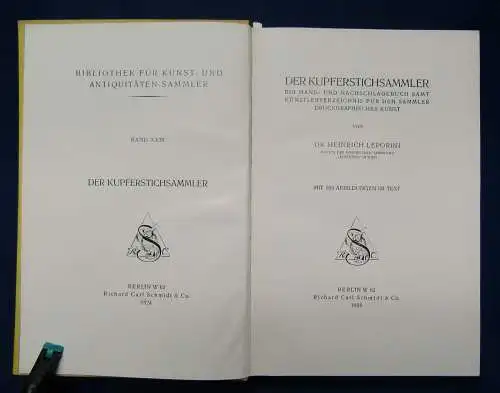 BIBLIOTHEK FÜR KUNST- UND
ANTIQUITÄTEN-SAMMLER
BAND
DER KUPFERSTICHSAMMLER
BERLIN W 62
Richard Carl Schmidt & Co.
1924
DER KUPFERSTICHSAMMLER
EIN HAND- UND NACHSCHLAGEBUCH SAMT
KÜNSTLERVERZEICHNIS FÜR DEN SAMMLER
DRUCKGRAPHISCHER KUNST
VON
DR. HEINRICH LEPORINI
MIT ABBILDUNGEN IM TEXT
BERLIN W 62
Richard Carl Schmidt & Co.